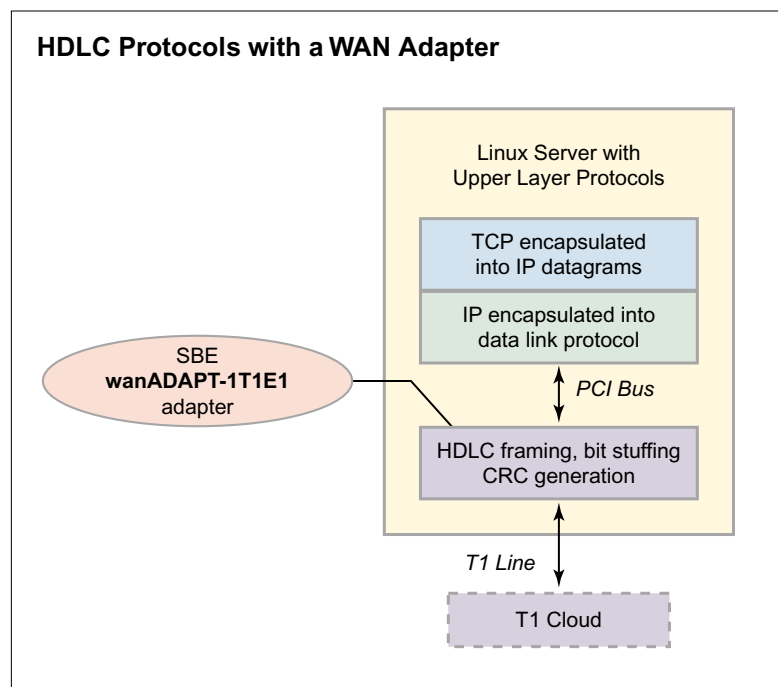 HDLC Protocols with a WAN Adapter
Linux Server with
Upper Layer Protocols
TCP encapsulated
into IP datagrams
IP encapsulated into
data link protocol
SBE
wanADAPT-1T1E1
adapter
PCI Bus
HDLC framing, bit stuffing
CRC generation
T1 Line
T1 Cloud